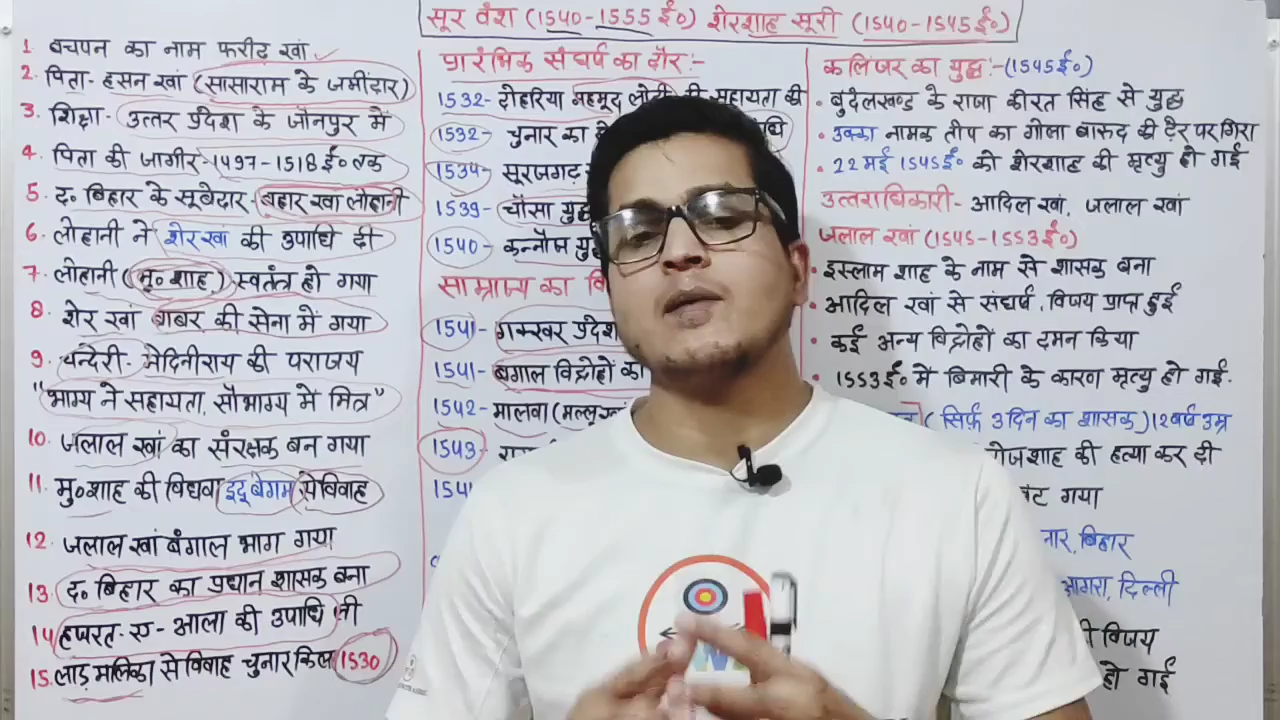 सूर वंश (1540-1555 ई०) शेरशाह सूरी (1540-1545 ई०)
1. बचपन का नाम फरीद खां
2. पिता- हसन खां (सासाराम के जमींदार)
3. शिक्षा- उत्तर प्रदेश के जौनपुर में
4. पिता की जागीर-1497-1518 ई० तक
5. द० बिहार के सूबेदार- बहार खां लोहानी
6. लोहानी ने शेर खां की उपाधि दी
7. लोहानी (मु० शाह) स्वतंत्र हो गया
8. शेर खां बाबर की सेना में गया
9. चन्देरी- मेदिनीराय की पराजय
"भाग्य ने सहायता, सौभाग्य में मित्र"
10. जलाल खां का संरक्षक बन गया
11. मु० शाह की विधवा दूदू बेगम से विवाह
12. जलाल खां बंगाल भाग गया
13. द० बिहार का प्रधान शासक बना
14. हजरत-ए-आला की उपाधि ली
15. लाड़ मालिका से विवाह चुनार किला 1530
प्रारंभिक संघर्ष का दौर:-
1532- दोहरिया महमूद लोदी की सहायता की
1532- चुनार का
1534- सूरजगढ़
1539- चौसा युद्ध
1540- कन्नौज युद्ध
साम्राज्य का
1541- गक्खर प्रदेश
1541- बंगाल विद्रोहों का
1542- मालवा (मल्लू खां
1543-
154
कलिंजर का युद्ध:-(1545 ई०)
• बुंदेलखण्ड के राजा कीरत सिंह से युद्ध
• उक्का नामक तोप का गोला बारूद की ढेर पर गिरा
• 22 मई 1545 ई० को शेरशाह की मृत्यु हो गई
उत्तराधिकारी- आदिल खां, जलाल खां
जलाल खां (1545-1553 ई०)
• इस्लाम शाह के नाम से शासक बना
• आदिल खां से संघर्ष, विजय प्राप्त हुई
• कई अन्य विद्रोहों का दमन किया
• 1553 ई० में बिमारी के कारण मृत्यु हो गई.
(सिर्फ 3 दिन का शासक) 12 वर्ष उम्र
रोजशाह की हत्या कर दी
बंट गया
नार, बिहार
आगरा, दिल्ली
विजय
हो गई